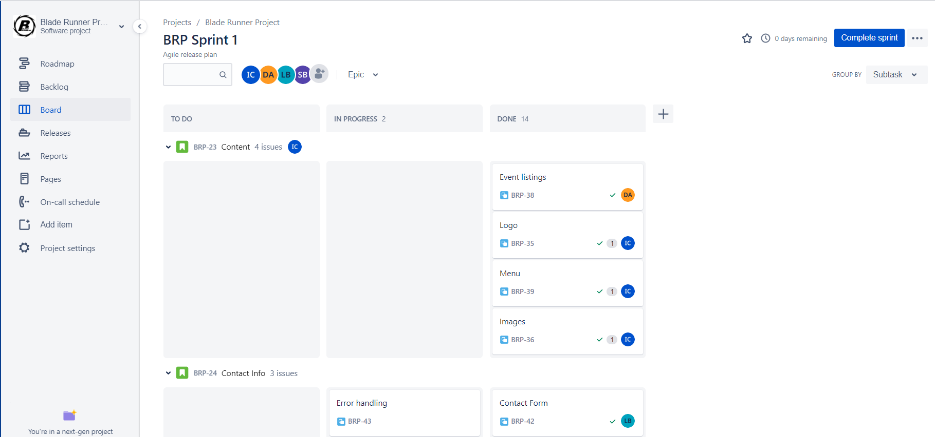 Blade Runner Pr...
Software project
Roadmap
Backlog
Board
Releases
Reports
Pages
On-call schedule
Add item
Project settings
You're in a next-gen project
Projects / Blade Runner Project
BRP Sprint 1
Agile release plan
0 days remaining
Complete sprint
IC DA LB SB
Epic
GROUP BY Subtask
TO DO
IN PROGRESS 2
DONE 14
BRP-23 Content 4 issues IC
Event listings
BRP-38 DA
Logo
BRP-35 1 IC
Menu
BRP-39 1 IC
Images
BRP-36 1 IC
BRP-24 Contact Info 3 issues
Error handling
BRP-43
Contact Form
BRP-42 LB